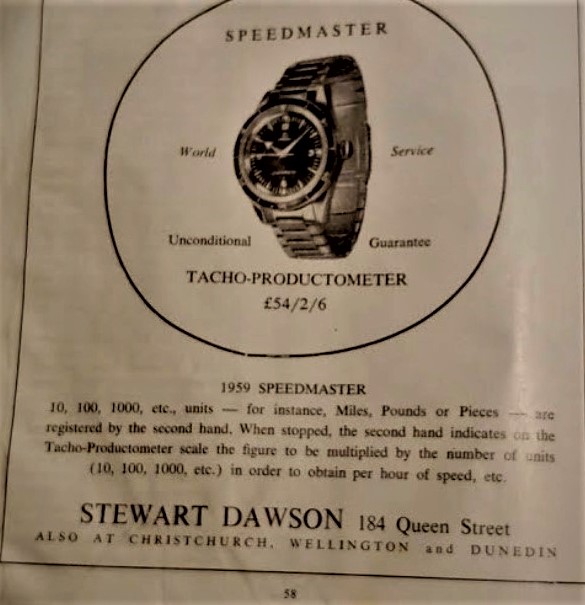 SPEEDMASTER
World Service
Unconditional Guarantee
TACHO-PRODUCTOMETER
£54/2/6
1959 SPEEDMASTER
10, 100, 1000, etc., units — for instance, Miles, Pounds or Pieces — are
registered by the second hand. When stopped, the second hand indicates on the
Tacho-Productometer scale the figure to be multiplied by the number of units
(10, 100, 1000, etc.) in order to obtain per hour of speed, etc.
STEWART DAWSON 184 Queen Street
ALSO AT CHRISTCHURCH, WELLINGTON and DUNEDIN
58